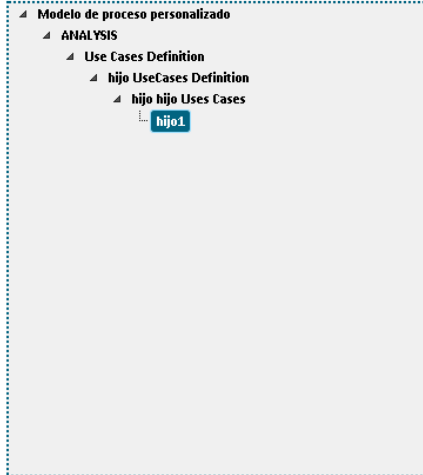 Modelo de proceso personalizado
ANALYSIS
Use Cases Definition
hijo UseCases Definition
hijo hijo Uses Cases
hijo1